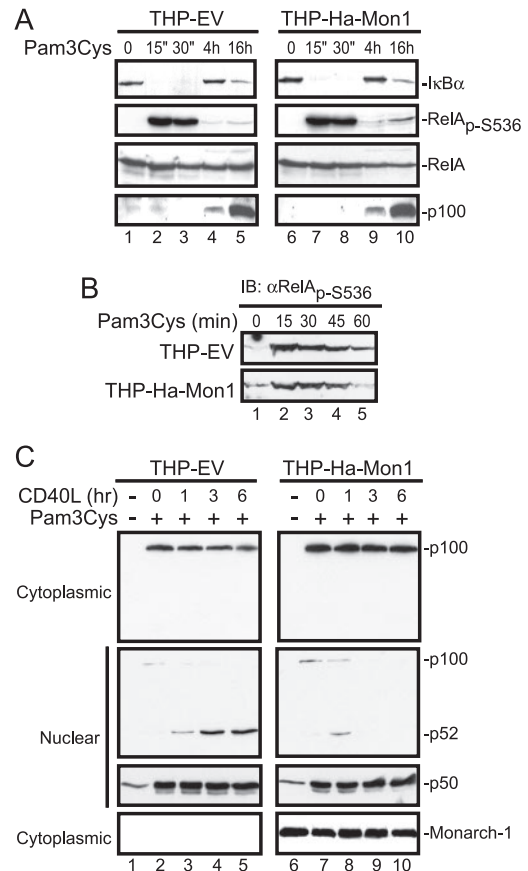 A
THP-EV THP-Ha-Mon1
Pam3Cys 0 15" 30" 4h 16h 0 15" 30" 4h 16h
-IκBα
-RelAp-S536
-RelA
-p100
1 2 3 4 5 6 7 8 9 10
B
IB: αRelAp-S536
Pam3Cys (min) 0 15 30 45 60
THP-EV
THP-Ha-Mon1
1 2 3 4 5
C
THP-EV THP-Ha-Mon1
CD40L (hr) - 0 1 3 6 - 0 1 3 6
Pam3Cys - + + + + - + + + +
-p100
Cytoplasmic
-p100
Nuclear
-p52
-p50
Cytoplasmic -Monarch-1
1 2 3 4 5 6 7 8 9 10